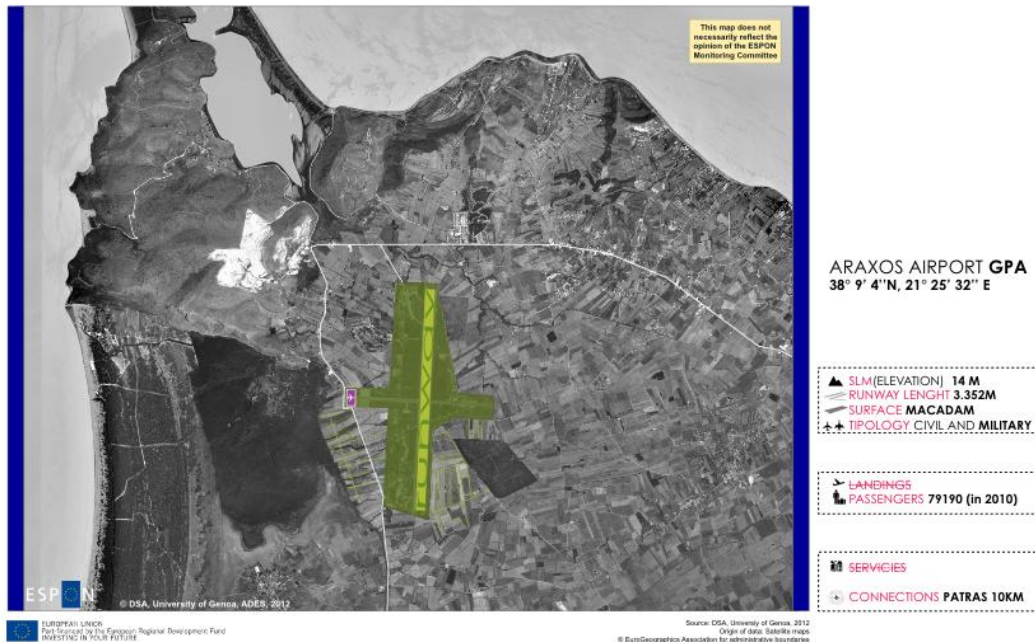 This map does not
necessarily reflect the
opinion of the ESPON
Monitoring Committee
ARAXOS AIRPORT GPA
38° 9' 4''N, 21° 25' 32'' E
SLM(ELEVATION) 14 M
RUNWAY LENGHT 3.352M
SURFACE MACADAM
TIPOLOGY CIVIL AND MILITARY
LANDINGS
PASSENGERS 79190 (in 2010)
SERVICIES
CONNECTIONS PATRAS 10KM
ESPON
© DSA, University of Genoa, ADES, 2012
EUROPEAN UNION
Part-financed by the European Regional Development Fund
INVESTING IN YOUR FUTURE
Source: DSA, University of Genoa, 2012
Origin of data: Satellite maps
© EuroGeographics Association for administrative boundaries